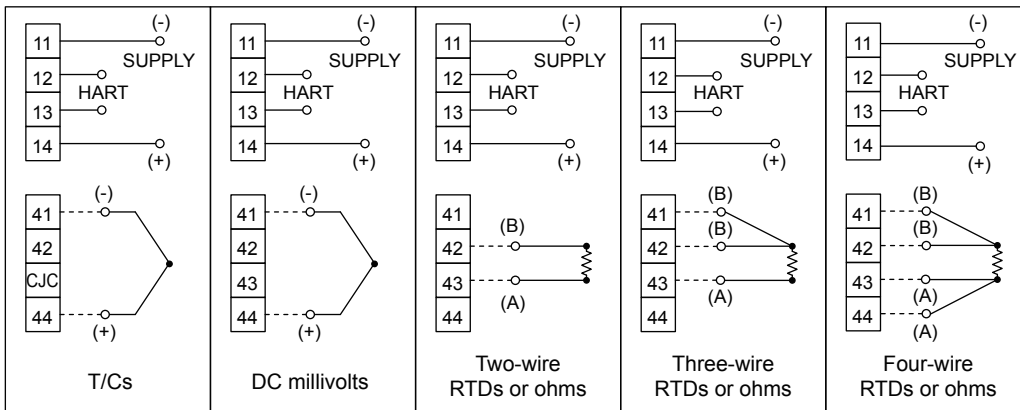 (-)
11
SUPPLY
12
HART
13
14
(+)
(-)
41
42
CJC
44
(+)
T/Cs
(-)
11
SUPPLY
12
HART
13
14
(+)
(-)
41
42
43
44
(+)
DC millivolts
(-)
11
SUPPLY
12
HART
13
14
(+)
41
(B)
42
43
(A)
44
Two-wire
RTDs or ohms
(-)
11
SUPPLY
12
HART
13
14
(+)
(B)
41
(B)
42
43
(A)
44
Three-wire
RTDs or ohms
(-)
11
SUPPLY
12
HART
13
14
(+)
(B)
41
(B)
42
43
(A)
44
(A)
Four-wire
RTDs or ohms